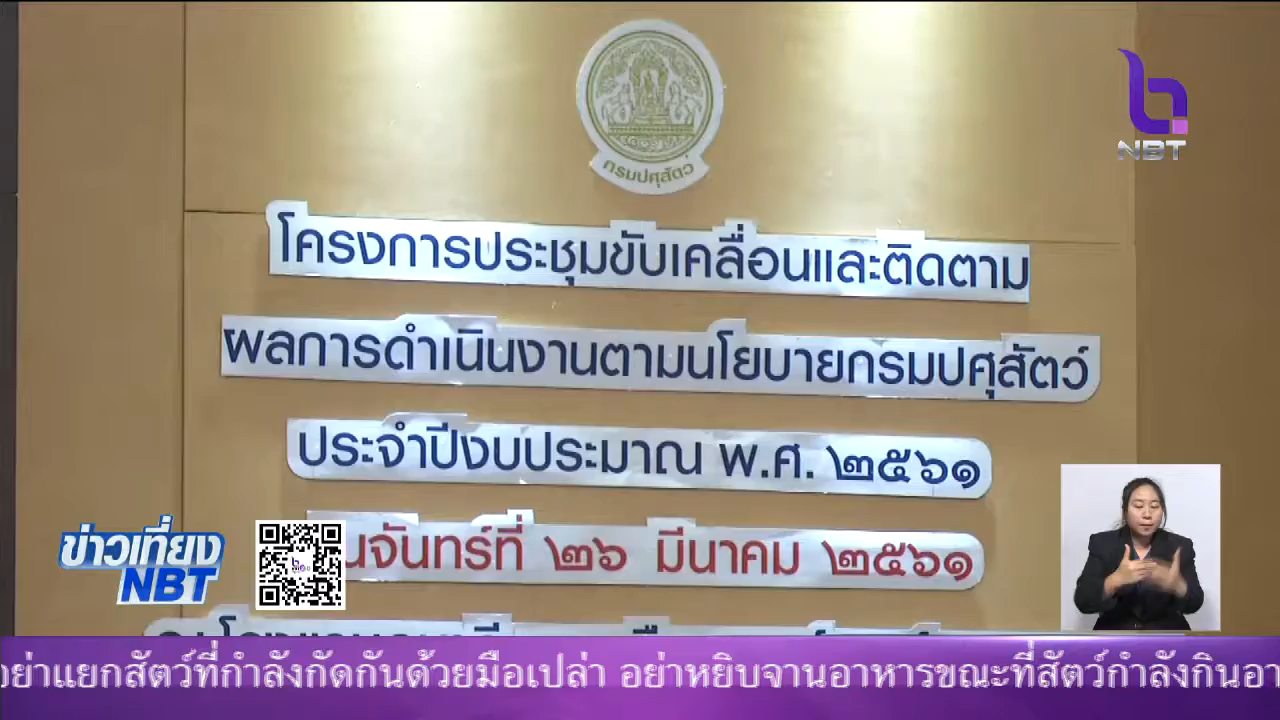 กรมปศุสัตว์
NBT
โครงการประชุมขับเคลื่อนและติดตาม
ผลการดำเนินงานตามนโยบายกรมปศุสัตว์
ประจำปีงบประมาณ พ.ศ. ๒๕๖๑
วันจันทร์ที่ ๒๖ มีนาคม ๒๕๖๑
ข่าวเที่ยง
NBT
อย่าแยกสัตว์ที่กำลังกัดกันด้วยมือเปล่า อย่าหยิบจานอาหารขณะที่สัตว์กำลังกินอา